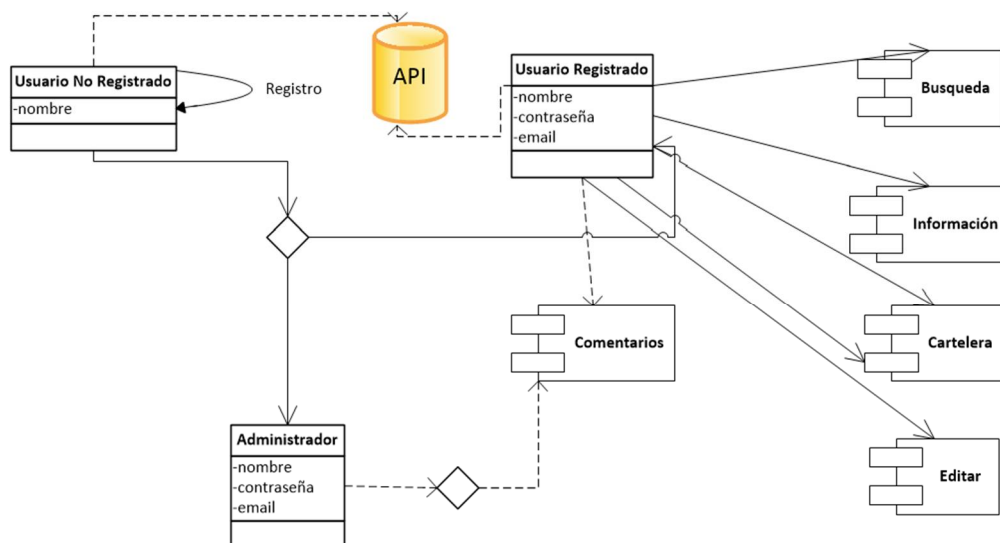 Usuario No Registrado
-nombre
Registro
API
Usuario Registrado
-nombre
-contraseña
-email
Busqueda
Información
Cartelera
Editar
Comentarios
Administrador
-nombre
-contraseña
-email